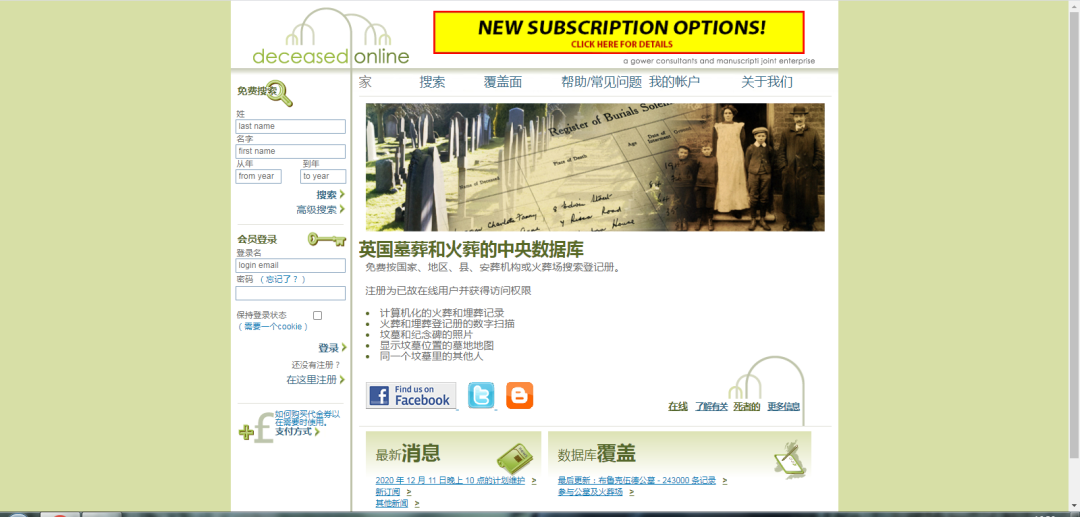 deceased online
NEW SUBSCRIPTION OPTIONS!
CLICK HERE FOR DETAILS
a gower consultants and manuscripti joint enterprise
家 搜索 覆盖面 帮助/常见问题 我的帐户 关于我们
免费搜索
姓
last name
名字
first name
从年 到年
from year to year
搜索
高级搜索
会员登录
登录名
login email
密码 （忘记了？）
保持登录状态
（需要一个cookie）
登录
还没有注册？
在这里注册
如何购买代金券以
在需要时使用。
支付方式
Register of Burials
Name of Deceased
Place of Death
Age
Date of
Interment
英国墓葬和火葬的中央数据库
免费按国家、地区、县、安葬机构或火葬场搜索登记册。
注册为已故在线用户并获得访问权限
计算机化的火葬和埋葬记录
火葬和埋葬登记册的数字扫描
坟墓和纪念碑的照片
显示坟墓位置的墓地地图
同一个坟墓里的其他人
Find us on
Facebook
在线 了解有关 死者的 更多信息
最新消息
2020 年 12 月 11 日晚上 10 点的计划维护 >
新订阅 >
其他新闻 >
数据库覆盖
最后更新：布鲁克伍德公墓 - 243000 条记录 >
参与公墓及火葬场 >